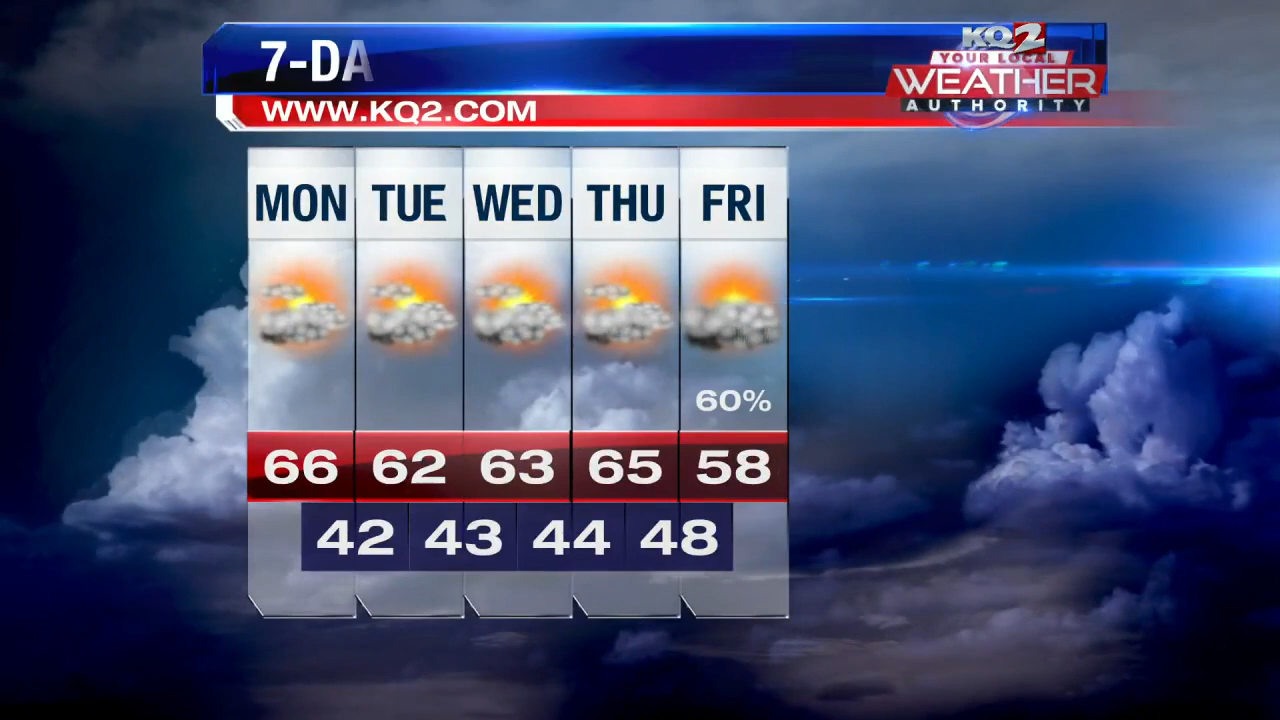 7-DA
WWW.KQ2.COM
KQ2
YOUR LOCAL
WEATHER
AUTHORITY
MON TUE WED THU FRI
60%
66 62 63 65 58
42 43 44 48